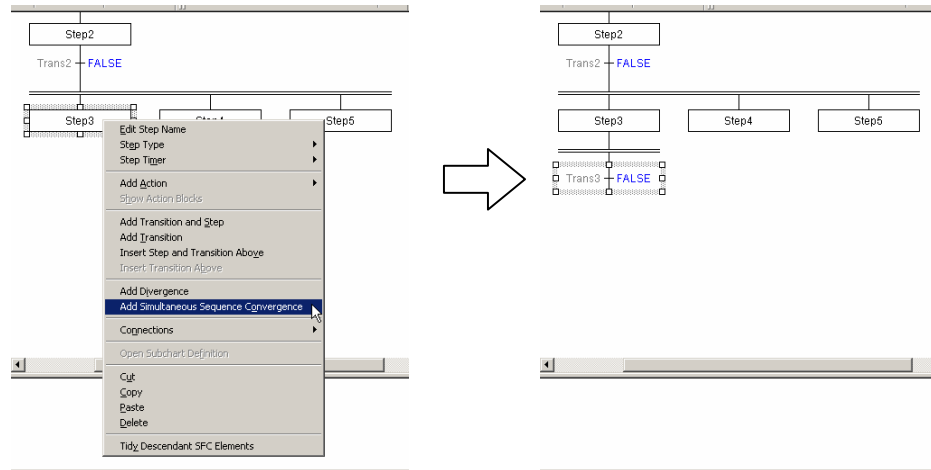 Step2
Trans2 FALSE
Step3
Step5
Edit Step Name
Step Type
Step Timer
Add Action
Show Action Blocks
Add Transition and Step
Add Transition
Insert Step and Transition Above
Insert Transition Above
Add Divergence
Add Simultaneous Sequence Convergence
Connections
Open Subchart Definition
Cut
Copy
Paste
Delete
Tidy Descendant SFC Elements
Step2
Trans2 FALSE
Step3 Step4 Step5
Trans3 FALSE